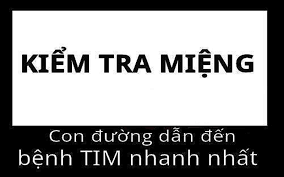 KIỂM TRA MIỆNG
Con đường dẫn đến
bệnh TIM nhanh nhất